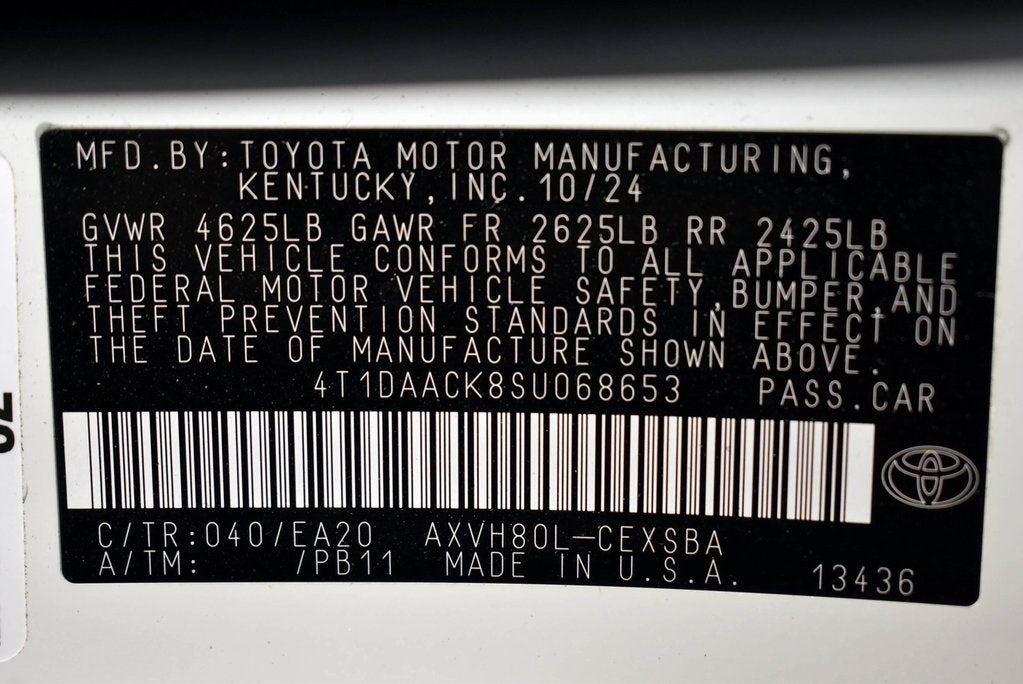 MFD.BY:TOYOTA MOTOR MANUFACTURING,
KENTUCKY,INC.10/24
GVWR 4625LB GAWR FR 2625LB RR 2425LB
THIS VEHICLE CONFORMS TO ALL APPLICABLE
FEDERAL MOTOR VEHICLE SAFETY,BUMPER,AND
THEFT PREVENTION STANDARDS IN EFFECT ON
THE DATE OF MANUFACTURE SHOWN ABOVE.
4T1DAACK8SU068653 PASS.CAR
C/TR:040/EA20 AXVH80L-CEXSBA
A/TM: /PB11 MADE IN U.S.A. 13436